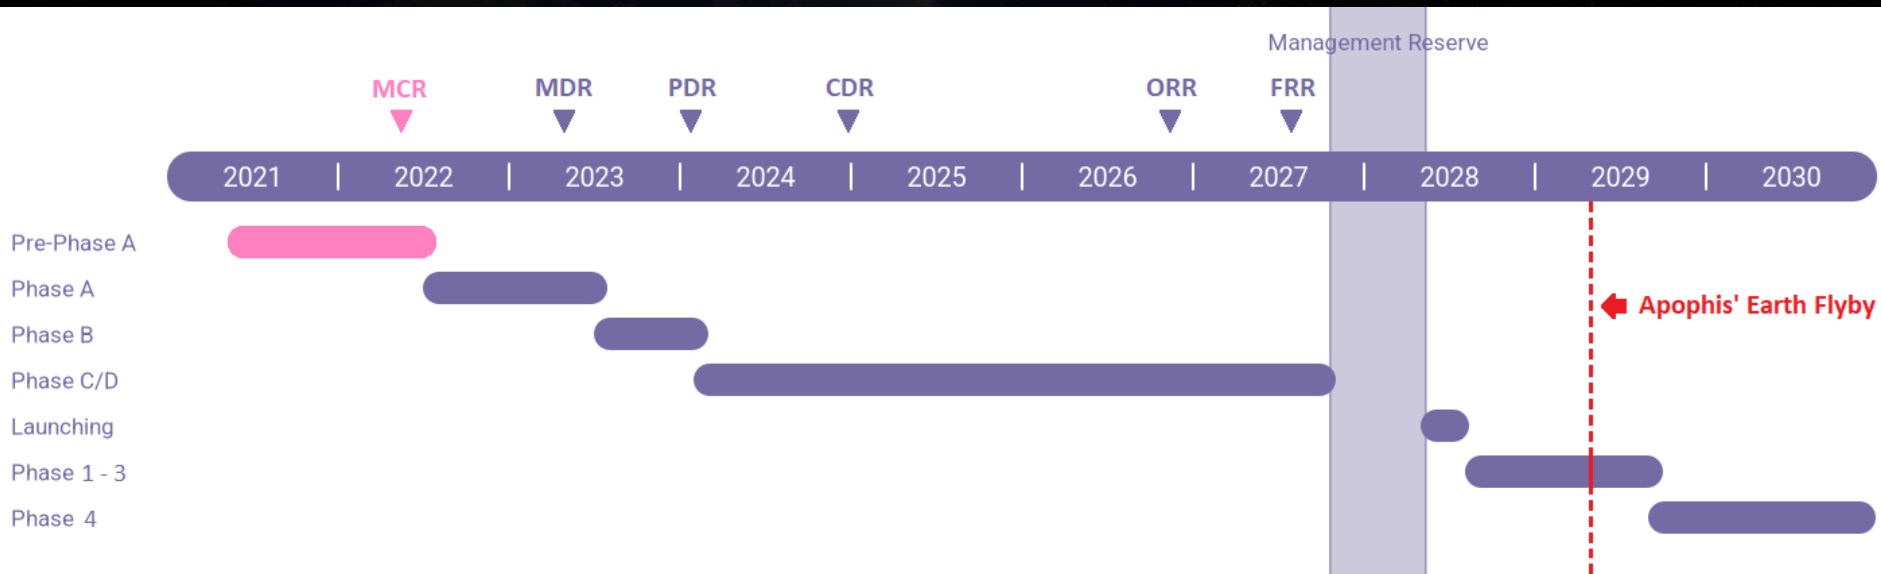 Management Reserve
MCR MDR PDR CDR ORR FRR
2021 2022 2023 2024 2025 2026 2027 2028 2029 2030
Pre-Phase A
Phase A
Apophis' Earth Flyby
Phase B
Phase C/D
Launching
Phase 1 - 3
Phase 4